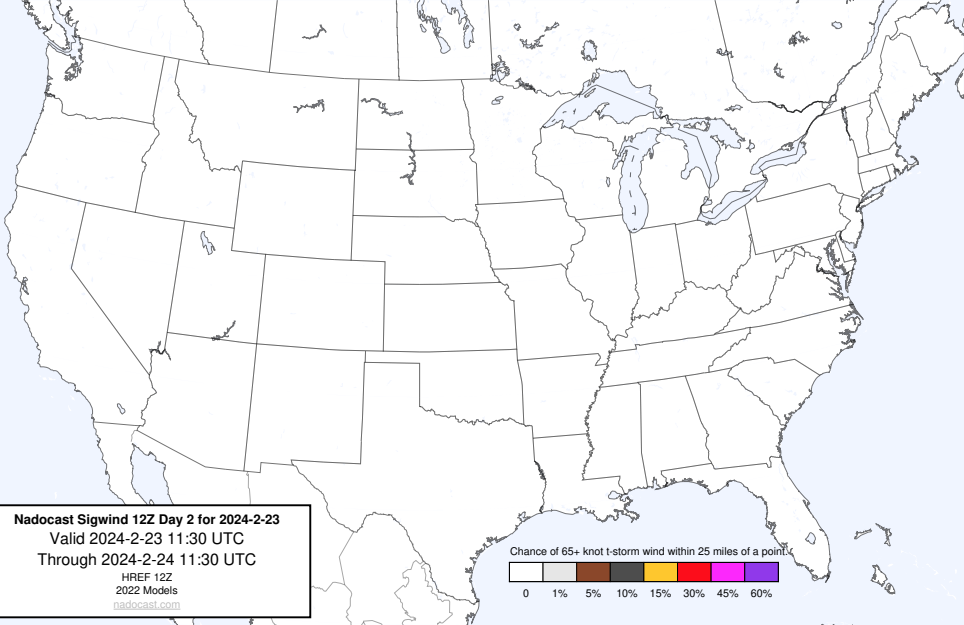 Nadocast Sigwind 12Z Day 2 for 2024-2-23
Valid 2024-2-23 11:30 UTC
Through 2024-2-24 11:30 UTC
HREF 12Z
2022 Models
nadocast.com
Chance of 65+ knot t-storm wind within 25 miles of a point.
0 1% 5% 10% 15% 30% 45% 60%